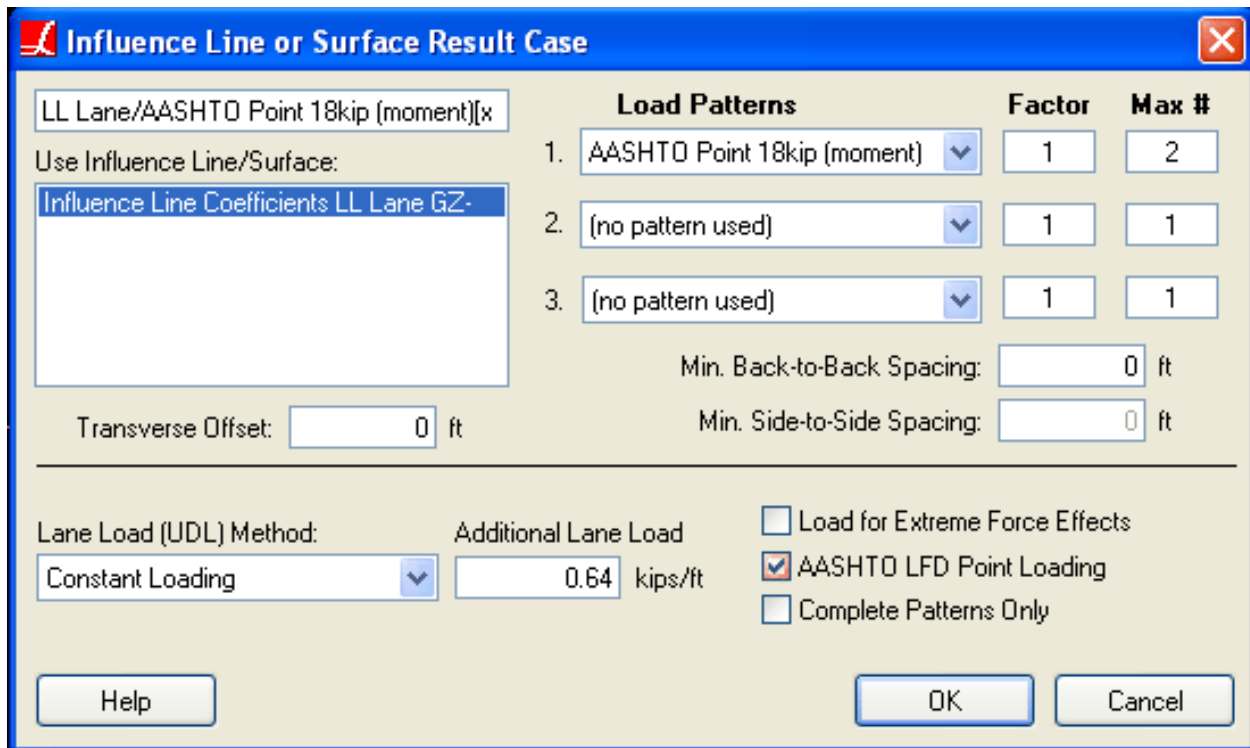 Influence Line or Surface Result Case
LL Lane/AASHTO Point 18kip (moment)[x
Use Influence Line/Surface:
Influence Line Coefficients LL Lane GZ-
Transverse Offset: 0 ft
Load Patterns Factor Max #
1. AASHTO Point 18kip (moment) 1 2
2. (no pattern used) 1 1
3. (no pattern used) 1 1
Min. Back-to-Back Spacing: 0 ft
Min. Side-to-Side Spacing: 0 ft
Lane Load (UDL) Method:
Constant Loading
Additional Lane Load
0.64 kips/ft
Load for Extreme Force Effects
AASHTO LFD Point Loading
Complete Patterns Only
Help OK Cancel